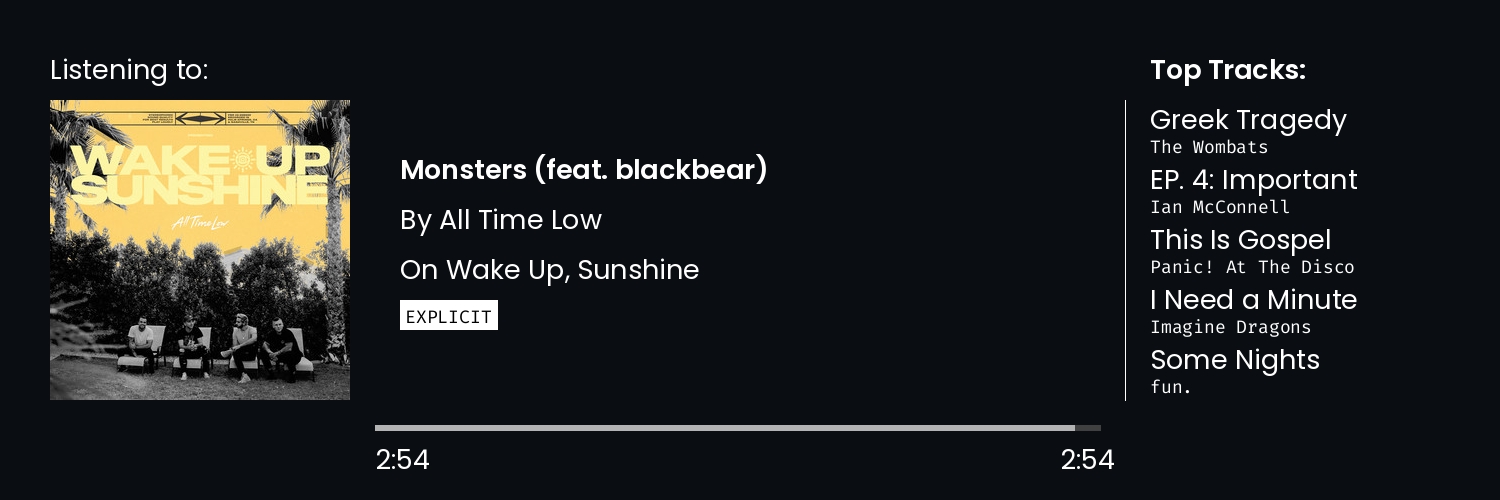 Listening to:
WAKE UP
SUNSHINE
All Time Low
Monsters (feat. blackbear)
By All Time Low
On Wake Up, Sunshine
EXPLICIT
2:54
2:54
Top Tracks:
Greek Tragedy
The Wombats
EP. 4: Important
Ian McConnell
This Is Gospel
Panic! At The Disco
I Need a Minute
Imagine Dragons
Some Nights
fun.